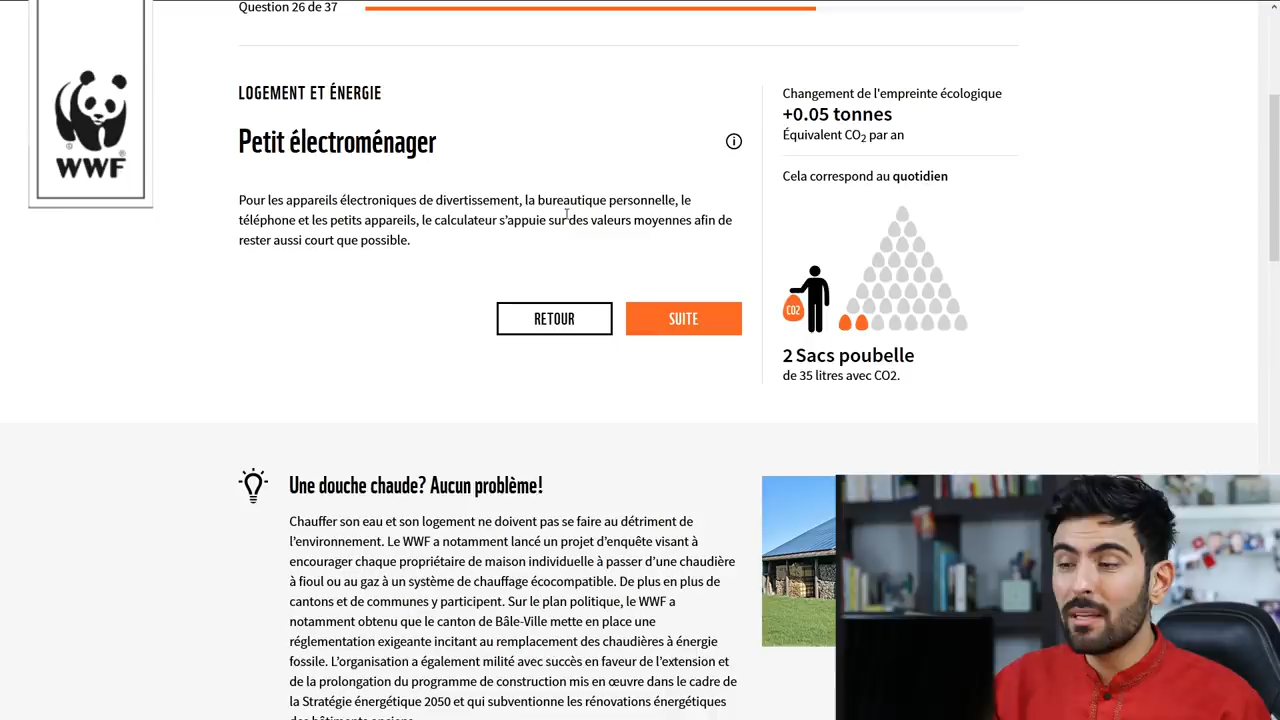 Question 26 de 37
WWF
LOGEMENT ET ÉNERGIE
Petit électroménager
Pour les appareils électroniques de divertissement, la bureautique personnelle, le
téléphone et les petits appareils, le calculateur s’appuie sur des valeurs moyennes afin de
rester aussi court que possible.
RETOUR
SUITE
Changement de l'empreinte écologique
+0.05 tonnes
Équivalent CO2 par an
Cela correspond au quotidien
CO2
2 Sacs poubelle
de 35 litres avec CO2.
Une douche chaude? Aucun problème!
Chauffer son eau et son logement ne doivent pas se faire au détriment de
l’environnement. Le WWF a notamment lancé un projet d’enquête visant à
encourager chaque propriétaire de maison individuelle à passer d’une chaudière
à fioul ou au gaz à un système de chauffage écocompatible. De plus en plus de
cantons et de communes y participent. Sur le plan politique, le WWF a
notamment obtenu que le canton de Bâle-Ville mette en place une
réglementation exigeante incitant au remplacement des chaudières à énergie
fossile. L’organisation a également milité avec succès en faveur de l’extension et
de la prolongation du programme de construction mis en œuvre dans le cadre de
la Stratégie énergétique 2050 et qui subventionne les rénovations énergétiques
des bâtiments anciens.